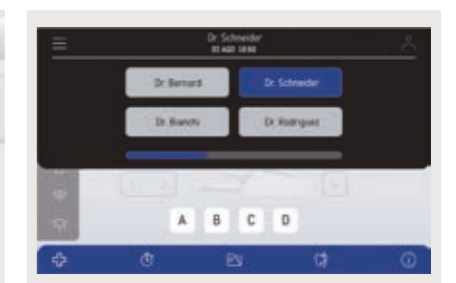 Dr. Schneider
Dr. Bernard Dr. Schneider
Dr. Bianchi Dr. Rodriguez
A B C D